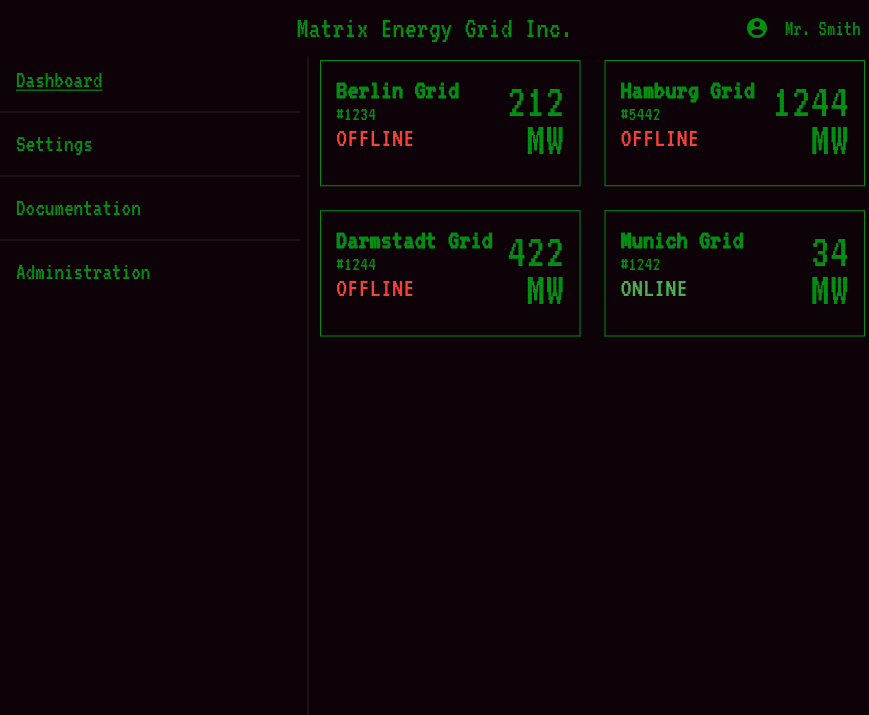 Matrix Energy Grid Inc.
Mr. Smith
Dashboard
Settings
Documentation
Administration
Berlin Grid
#1234
OFFLINE
212
MW
Hamburg Grid
#5442
OFFLINE
1244
MW
Darmstadt Grid
#1244
OFFLINE
422
MW
Munich Grid
#1242
ONLINE
34
MW